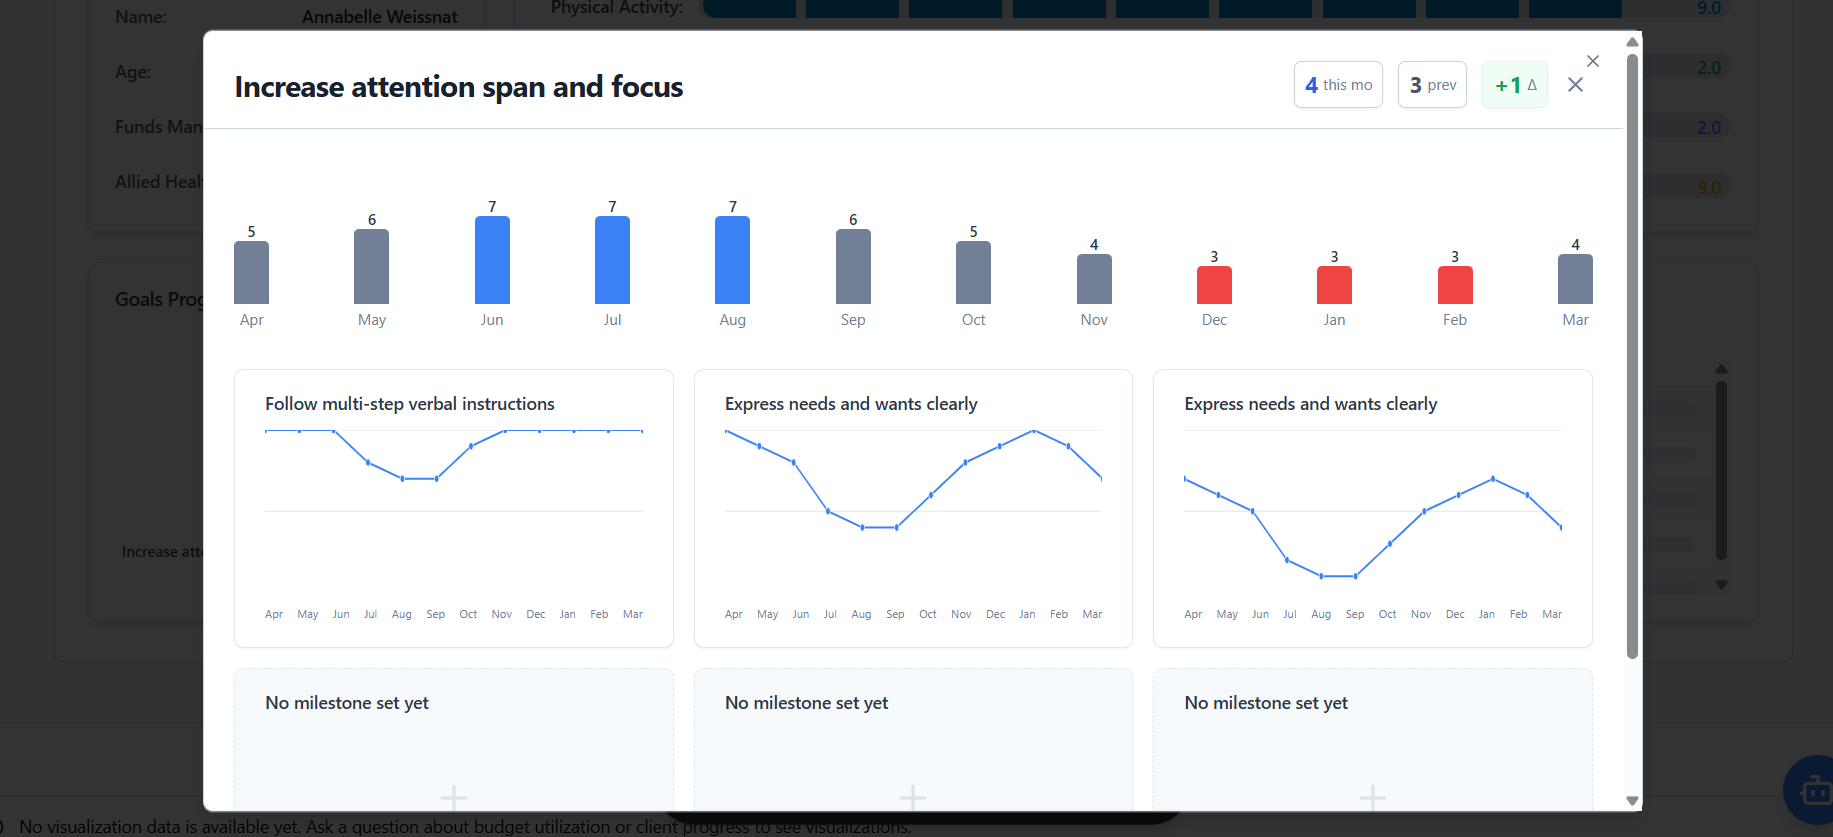 Name: Annabelle Weissnat
Physical Activity: 9.0
Age:
2.0
Funds Man
2.0
Allied Healt
9.0
Goals Prog
Increase atte
Increase attention span and focus
4 this mo 3 prev +1 Δ
5 6 7 7 7 6 5 4 3 3 3 4
Apr May Jun Jul Aug Sep Oct Nov Dec Jan Feb Mar
Follow multi-step verbal instructions
Apr May Jun Jul Aug Sep Oct Nov Dec Jan Feb Mar
Express needs and wants clearly
Apr May Jun Jul Aug Sep Oct Nov Dec Jan Feb Mar
Express needs and wants clearly
Apr May Jun Jul Aug Sep Oct Nov Dec Jan Feb Mar
No milestone set yet
No milestone set yet
No milestone set yet
No visualization data is available yet. Ask a question about budget utilization or client progress to see visualizations.